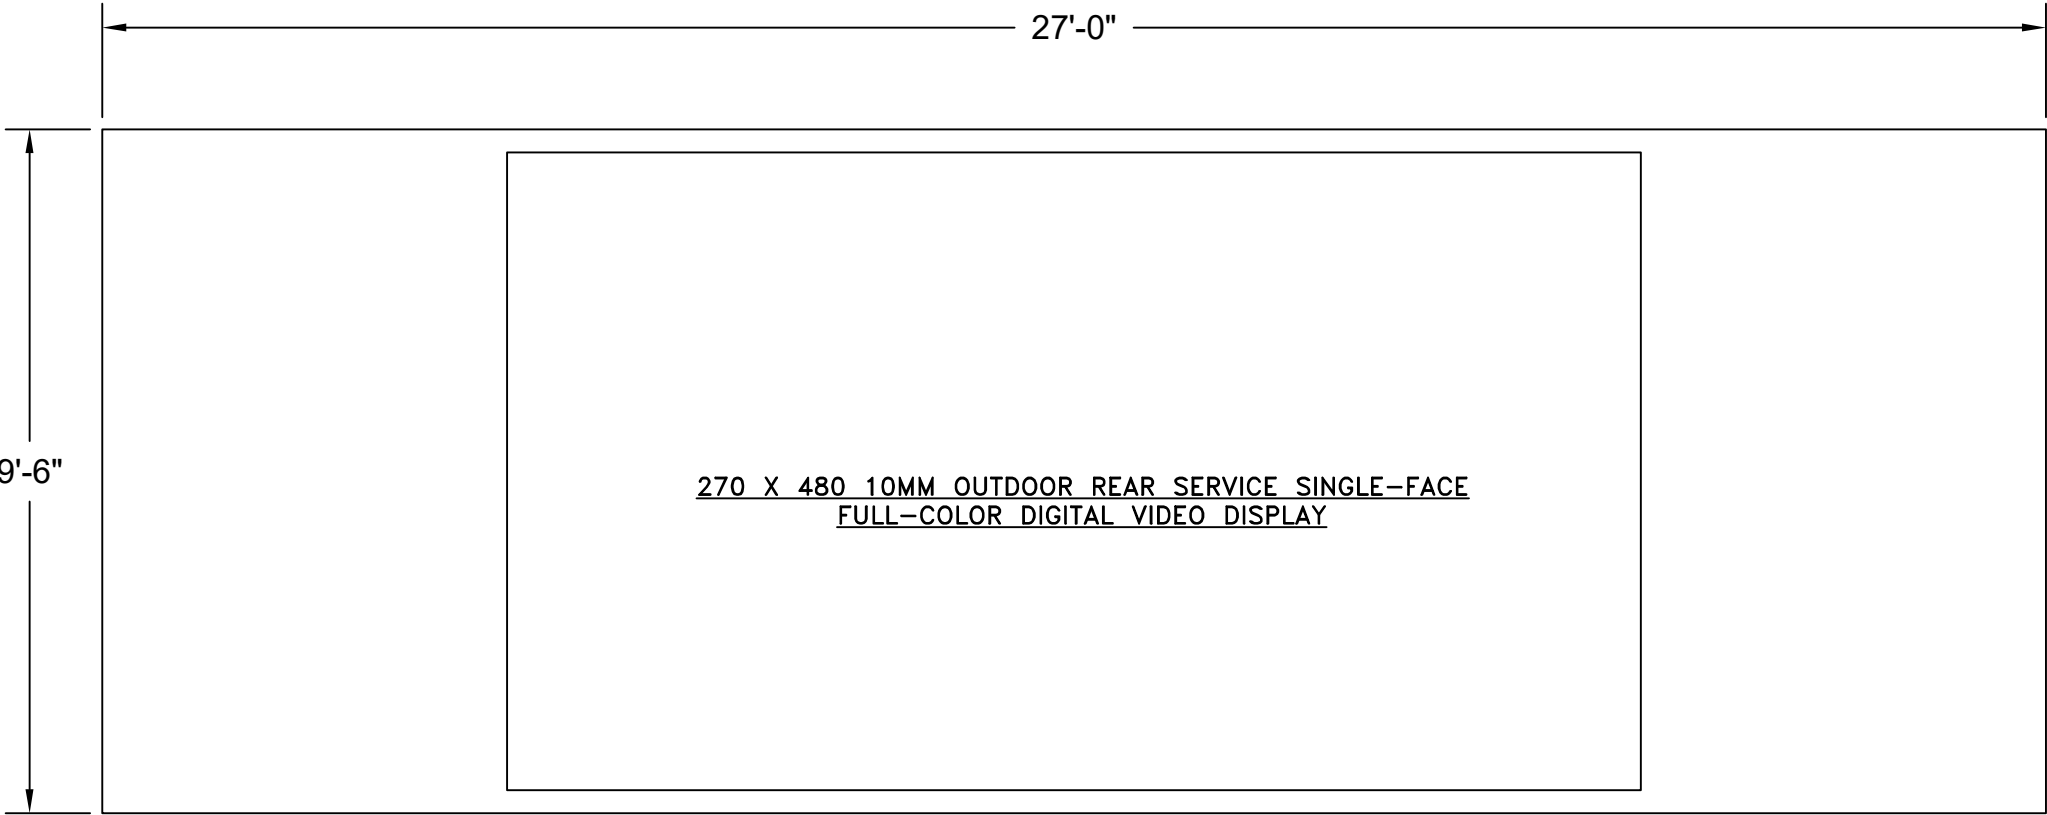 27'-0"
9'-6"
270 X 480 10MM OUTDOOR REAR SERVICE SINGLE-FACE
FULL-COLOR DIGITAL VIDEO DISPLAY